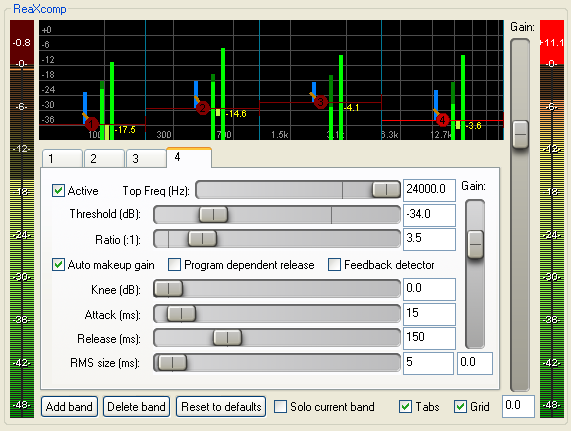 ReaXcomp
-0.8
-0-
-6-
-12-
-18-
-24-
-30-
-36-
-42-
-48-
+0
-6
-12
-18
-24
-30
-36
-17.5
-14.6
-4.1
-3.6
100
300
700
1.5k
3.1k
6.3k
12.7k
Gain:
+11.1
-0-
-6-
-12-
-18-
-24-
-30-
-36-
-42-
-48-
1 2 3 4
Active Top Freq (Hz): 24000.0 Gain:
Threshold (dB): -34.0
Ratio (:1): 3.5
Auto makeup gain Program dependent release Feedback detector
Knee (dB): 0.0
Attack (ms): 15
Release (ms): 150
RMS size (ms): 5 0.0
Add band Delete band Reset to defaults Solo current band Tabs Grid 0.0